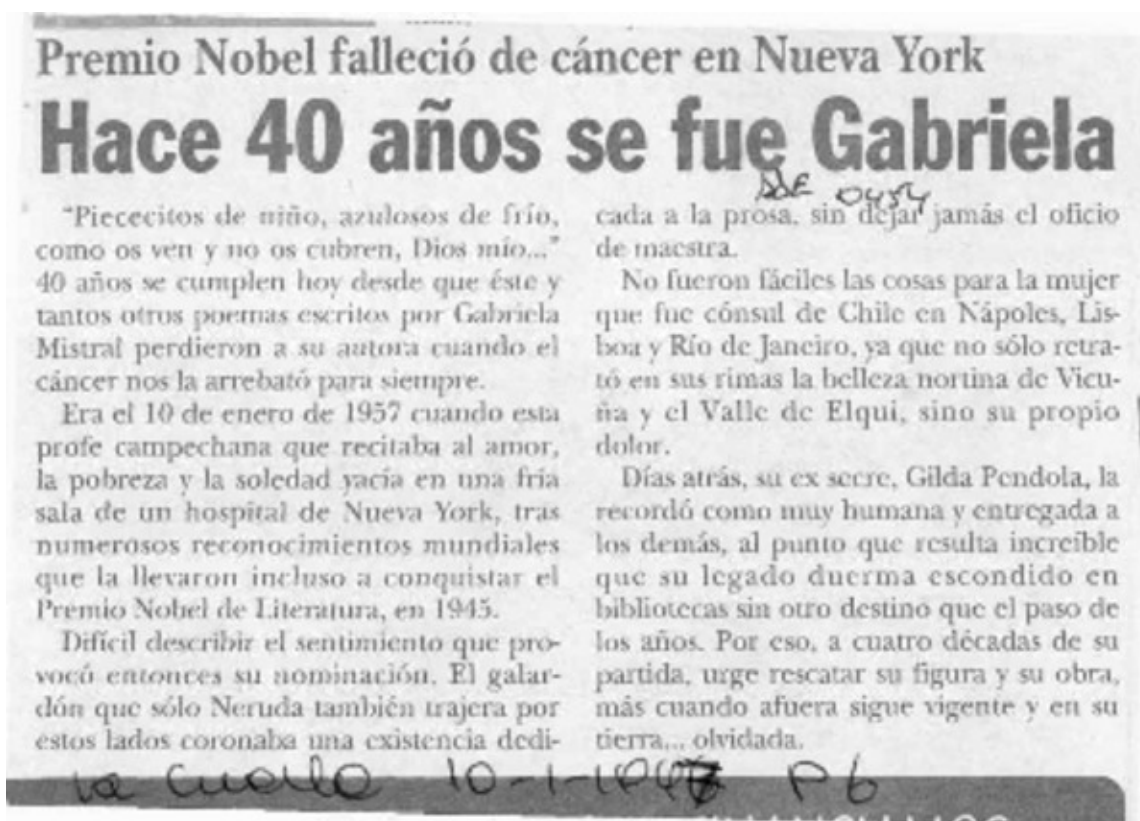 Premio Nobel falleció de cáncer en Nueva York
Hace 40 años se fue Gabriela
"Piececitos de niño, azulosos de frío,
como os ven y no os cubren, Dios mío..."
40 años se cumplen hoy desde que éste y
tantos otros poemas escritos por Gabriela
Mistral perdieron a su autora cuando el
cáncer nos la arrebató para siempre.
Era el 10 de enero de 1957 cuando esta
profe campechana que recitaba al amor,
la pobreza y la soledad yacía en una fría
sala de un hospital de Nueva York, tras
numerosos reconocimientos mundiales
que la llevaron incluso a conquistar el
Premio Nobel de Literatura, en 1945.
Difícil describir el sentimiento que pro-
vocó entonces su nominación. El galar-
dón que sólo Neruda también trajera por
estos lados coronaba una existencia dedi-
0454
cada a la prosa, sin dejar jamás el oficio
de maestra.
No fueron fáciles las cosas para la mujer
que fue cónsul de Chile en Nápoles, Lis-
boa y Río de Janeiro, ya que no sólo retra-
tó en sus rimas la belleza nortina de Vicu-
ña y el Valle de Elqui, sino su propio
dolor.
Días atrás, su ex secre, Gilda Pendola, la
recordó como muy humana y entregada a
los demás, al punto que resulta increíble
que su legado duerma escondido en
bibliotecas sin otro destino que el paso de
los años. Por eso, a cuatro décadas de su
partida, urge rescatar su figura y su obra,
más cuando afuera sigue vigente y en su
tierra... olvidada.
La Cuarta 10-1-1997 P 6